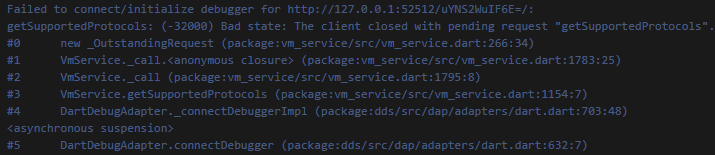 Failed to connect/initialize debugger for http://127.0.0.1:52512/uYNS2WuIF6E=/:
getSupportedProtocols: (-32000) Bad state: The client closed with pending request "getSupportedProtocols".
#0      new _OutstandingRequest (package:vm_service/src/vm_service.dart:266:34)
#1      VmService._call.<anonymous closure> (package:vm_service/src/vm_service.dart:1783:25)
#2      VmService._call (package:vm_service/src/vm_service.dart:1795:8)
#3      VmService.getSupportedProtocols (package:vm_service/src/vm_service.dart:1154:7)
#4      DartDebugAdapter._connectDebuggerImpl (package:dds/src/dap/adapters/dart.dart:703:48)
<asynchronous suspension>
#5      DartDebugAdapter.connectDebugger (package:dds/src/dap/adapters/dart.dart:632:7)